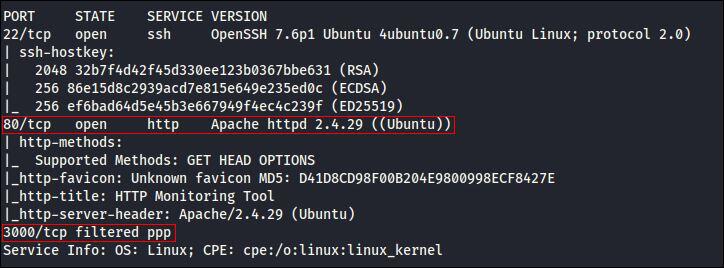 PORT STATE SERVICE VERSION
22/tcp open ssh OpenSSH 7.6p1 Ubuntu 4ubuntu0.7 (Ubuntu Linux; protocol 2.0)
| ssh-hostkey:
| 2048 32b7f4d42f45d330ee123b0367bbe631 (RSA)
| 256 86e15d8c2939acd7e815e649e235ed0c (ECDSA)
|_ 256 ef6bad64d5e45b3e667949f4ec4c239f (ED25519)
80/tcp open http Apache httpd 2.4.29 ((Ubuntu))
| http-methods:
|_ Supported Methods: GET HEAD OPTIONS
|_http-favicon: Unknown favicon MD5: D41D8CD98F00B204E9800998ECF8427E
|_http-title: HTTP Monitoring Tool
|_http-server-header: Apache/2.4.29 (Ubuntu)
3000/tcp filtered ppp
Service Info: OS: Linux; CPE: cpe:/o:linux:linux_kernel